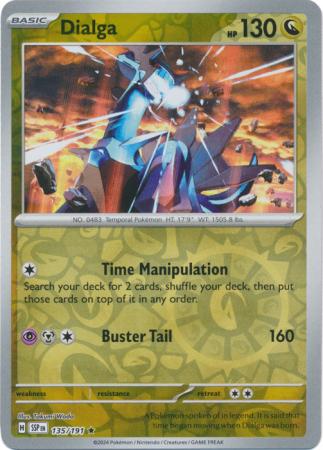 BASIC
Dialga
HP 130
NO. 0483 Temporal Pokémon HT: 17'9" WT: 1505.8 lbs.
Time Manipulation
Search your deck for 2 cards, shuffle your deck, then put
those cards on top of it in any order.
Buster Tail 160
weakness resistance retreat
Illus. Takumi Wada
H SSP EN 135/191 ★
A Pokémon spoken of in legend. It is said that
time began moving when Dialga was born.
©2024 Pokémon / Nintendo / Creatures / GAME FREAK